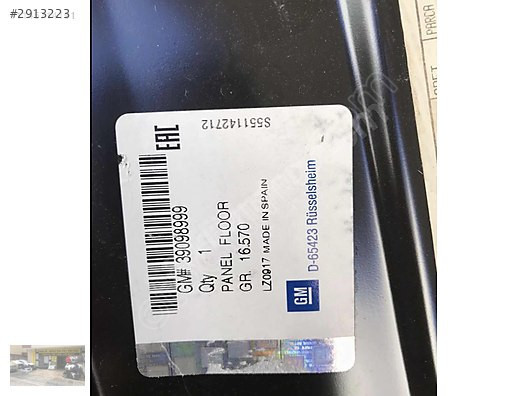 #2913223
EAC
S551142712
GM# 39098999
Qty 1
PANEL FLOOR
GR. 16.570
LZ0917 MADE IN SPAIN
GM
D-65423 Rüsselsheim
PARCA